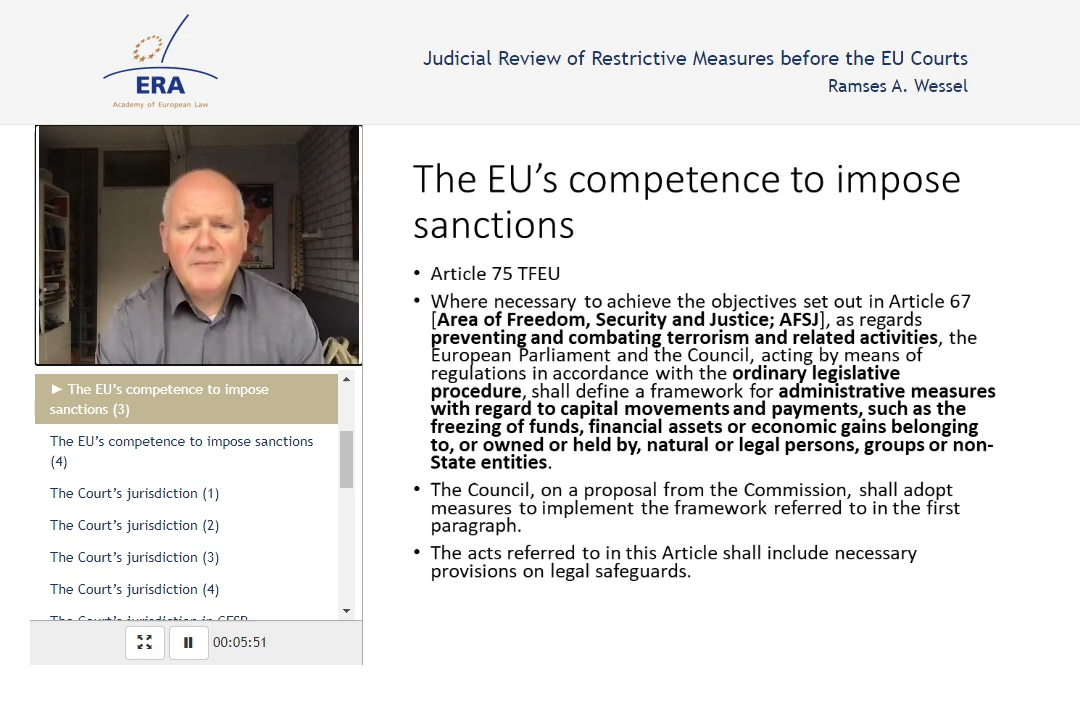 Judicial Review of Restrictive Measures before the EU Courts
Ramses A. Wessel
ERA
Academy of European Law
The EU’s competence to impose
sanctions
• Article 75 TFEU
• Where necessary to achieve the objectives set out in Article 67
[Area of Freedom, Security and Justice; AFSJ], as regards
preventing and combating terrorism and related activities, the
European Parliament and the Council, acting by means of
regulations in accordance with the ordinary legislative
procedure, shall define a framework for administrative measures
with regard to capital movements and payments, such as the
freezing of funds, financial assets or economic gains belonging
to, or owned or held by, natural or legal persons, groups or non-
State entities.
• The Council, on a proposal from the Commission, shall adopt
measures to implement the framework referred to in the first
paragraph.
• The acts referred to in this Article shall include necessary
provisions on legal safeguards.
► The EU’s competence to impose
sanctions (3)
The EU’s competence to impose sanctions
(4)
The Court’s jurisdiction (1)
The Court’s jurisdiction (2)
The Court’s jurisdiction (3)
The Court’s jurisdiction (4)
The Court’s jurisdiction in CFSP
00:05:51